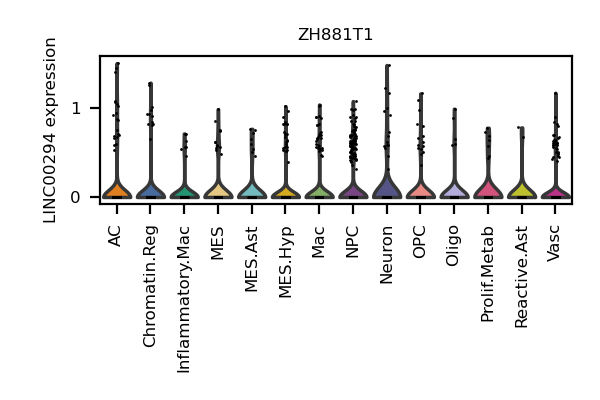 ZH881T1
LINC00294 expression
1
0
AC
Chromatin.Reg
Inflammatory.Mac
MES
MES.Ast
MES.Hyp
Mac
NPC
Neuron
OPC
Oligo
Prolif.Metab
Reactive.Ast
Vasc